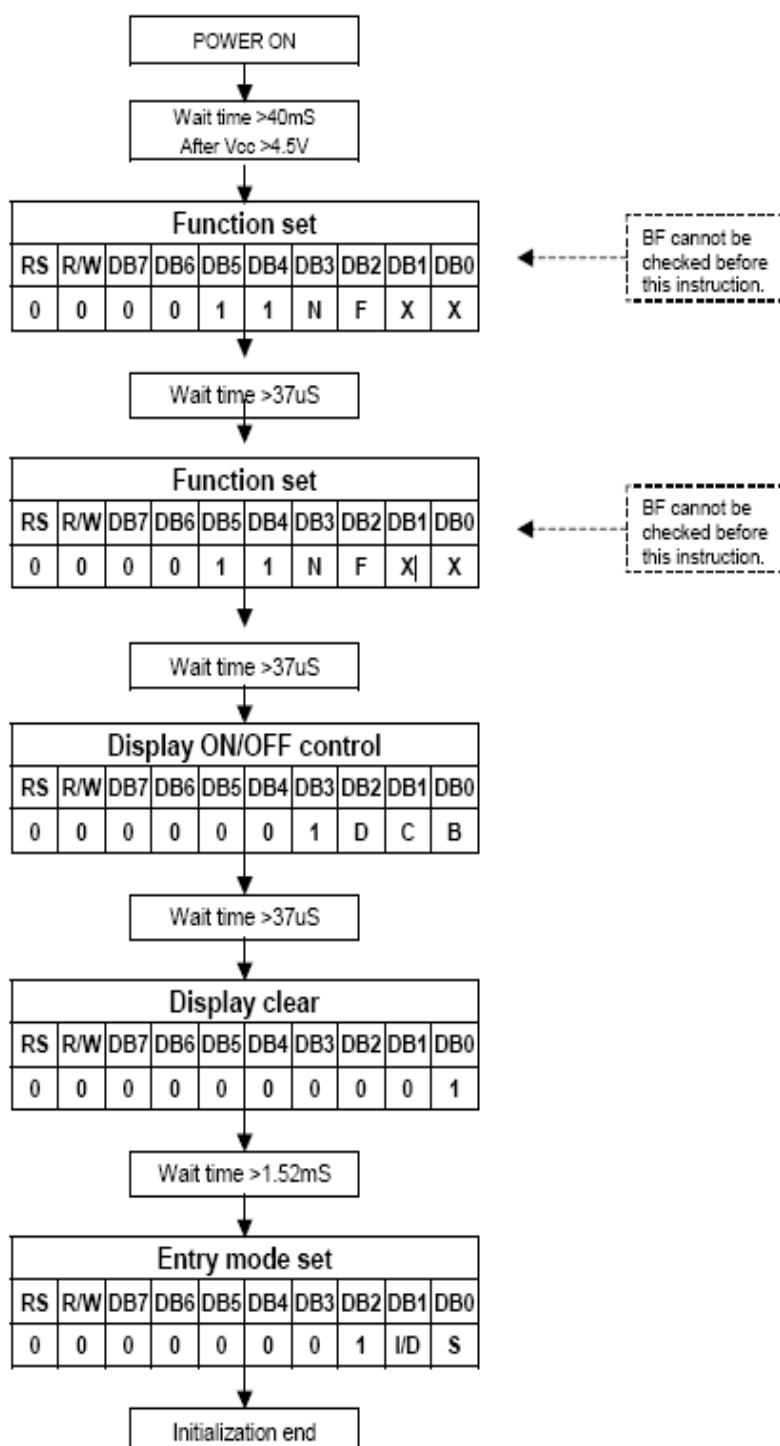 POWER ON
Wait time >40mS
After Vcc >4.5V
Function set
RS R/W DB7 DB6 DB5 DB4 DB3 DB2 DB1 DB0
0 0 0 0 1 1 N F X X
BF cannot be
checked before
this instruction.
Wait time >37uS
Function set
RS R/W DB7 DB6 DB5 DB4 DB3 DB2 DB1 DB0
0 0 0 0 1 1 N F X| X
BF cannot be
checked before
this instruction.
Wait time >37uS
Display ON/OFF control
RS R/W DB7 DB6 DB5 DB4 DB3 DB2 DB1 DB0
0 0 0 0 0 0 1 D C B
Wait time >37uS
Display clear
RS R/W DB7 DB6 DB5 DB4 DB3 DB2 DB1 DB0
0 0 0 0 0 0 0 0 0 1
Wait time >1.52mS
Entry mode set
RS R/W DB7 DB6 DB5 DB4 DB3 DB2 DB1 DB0
0 0 0 0 0 0 0 1 I/D S
Initialization end